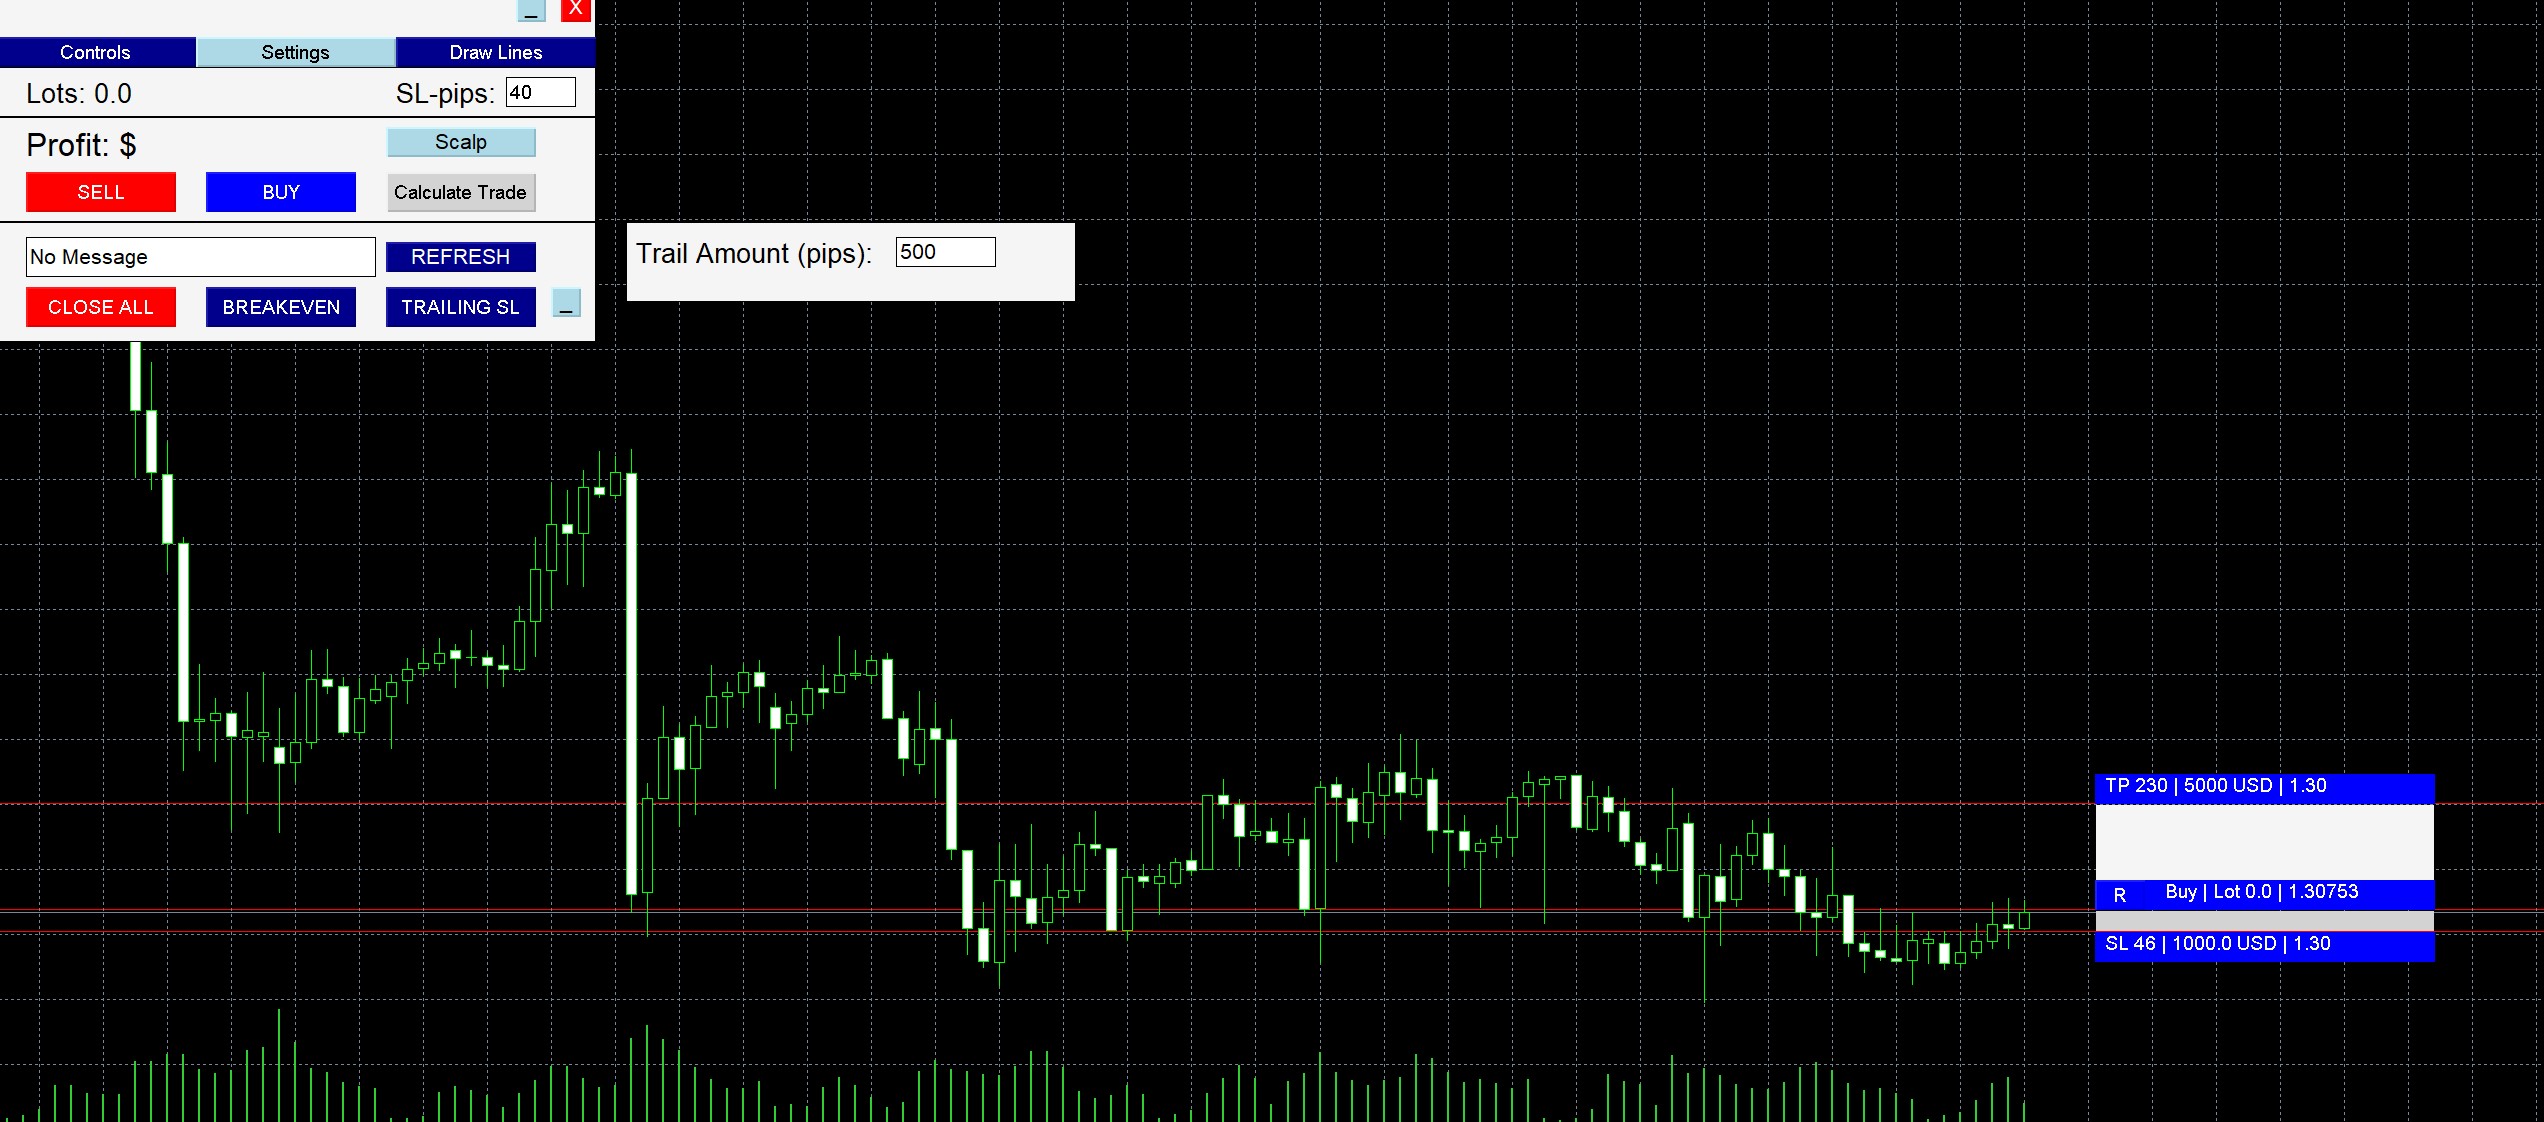 _ X
Controls Settings Draw Lines
Lots: 0.0 SL-pips: 40
Profit: $ Scalp
SELL BUY Calculate Trade
No Message REFRESH
CLOSE ALL BREAKEVEN TRAILING SL _
Trail Amount (pips): 500
TP 230 | 5000 USD | 1.30
R Buy | Lot 0.0 | 1.30753
SL 46 | 1000.0 USD | 1.30